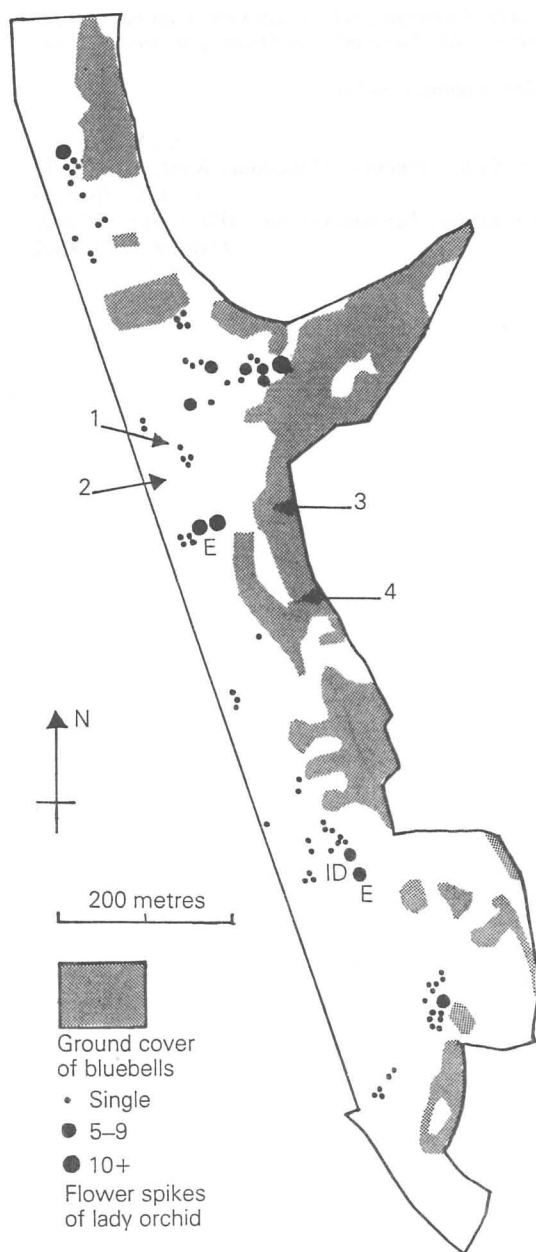 1
2
3
E
4
N
ID
E
200 metres
Ground cover
of bluebells
Single
5–9
10+
Flower spikes
of lady orchid